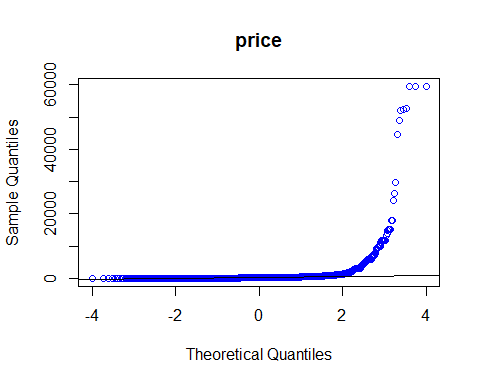 price
Sample Quantiles
60000
40000
20000
0
-4 -2 0 2 4
Theoretical Quantiles